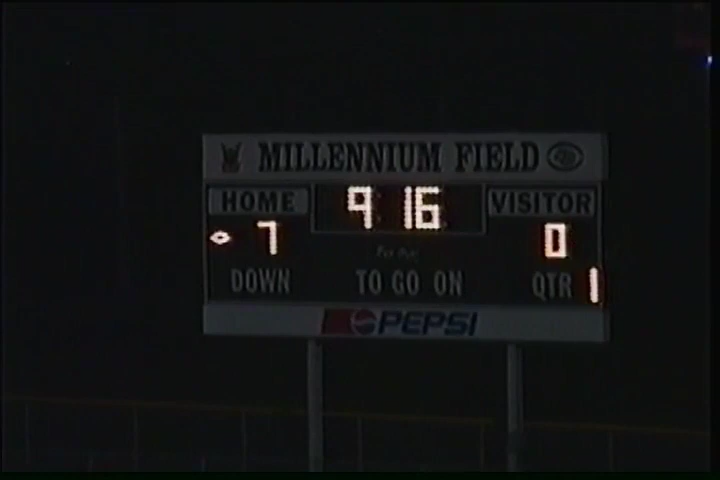 MILLENNIUM FIELD
HOME 9 16 VISITOR
7 0
DOWN TO GO ON QTR 1
PEPSI